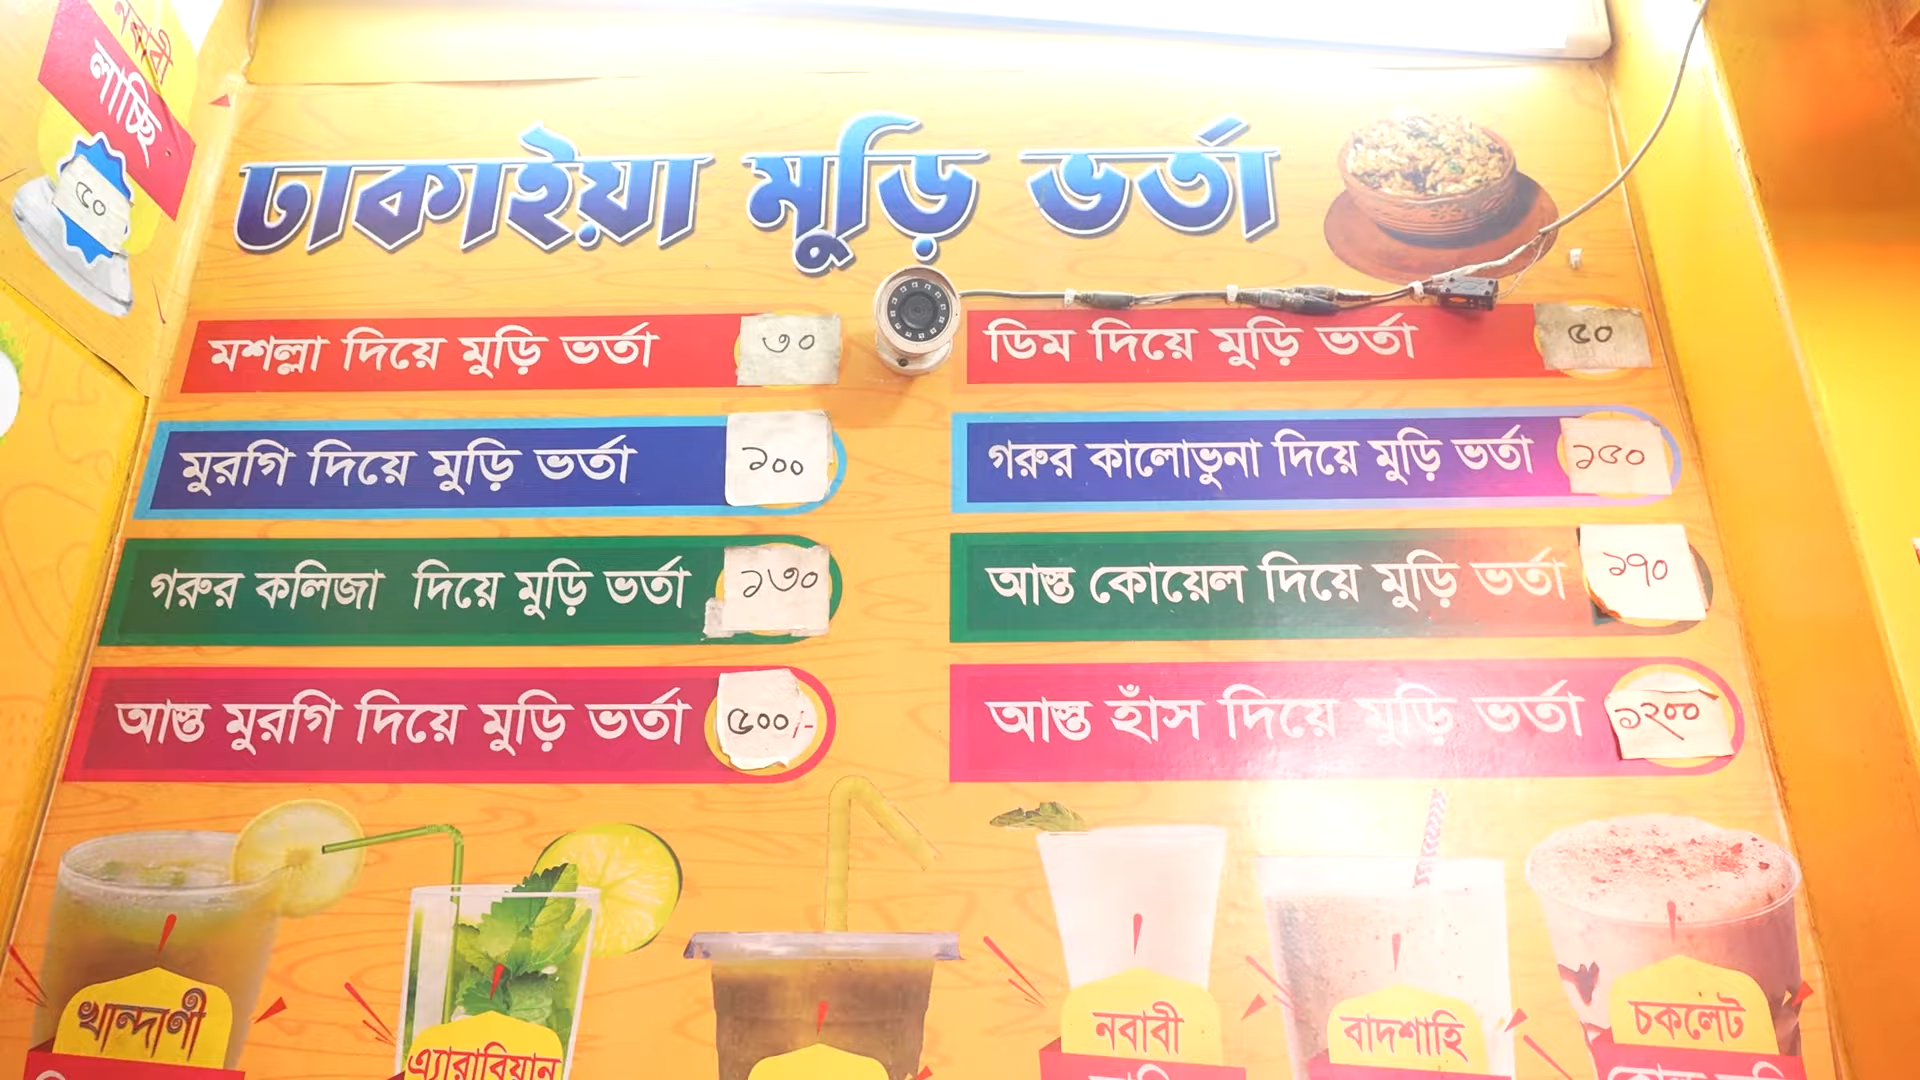 নবাবী
লাচ্ছি
৫০
ঢাকাইয়া মুড়ি ভর্তা
মশল্লা দিয়ে মুড়ি ভর্তা ৩০
ডিম দিয়ে মুড়ি ভর্তা ৫০
মুরগি দিয়ে মুড়ি ভর্তা ১০০
গরুর কালোভুনা দিয়ে মুড়ি ভর্তা ১৫০
গরুর কলিজা দিয়ে মুড়ি ভর্তা ১৩০
আস্ত কোয়েল দিয়ে মুড়ি ভর্তা ১৭০
আস্ত মুরগি দিয়ে মুড়ি ভর্তা ৫০০/-
আস্ত হাঁস দিয়ে মুড়ি ভর্তা ১২০০
খান্দাণী
এ্যারাবিয়ান
নবাবী
বাদশাহি
চকলেট